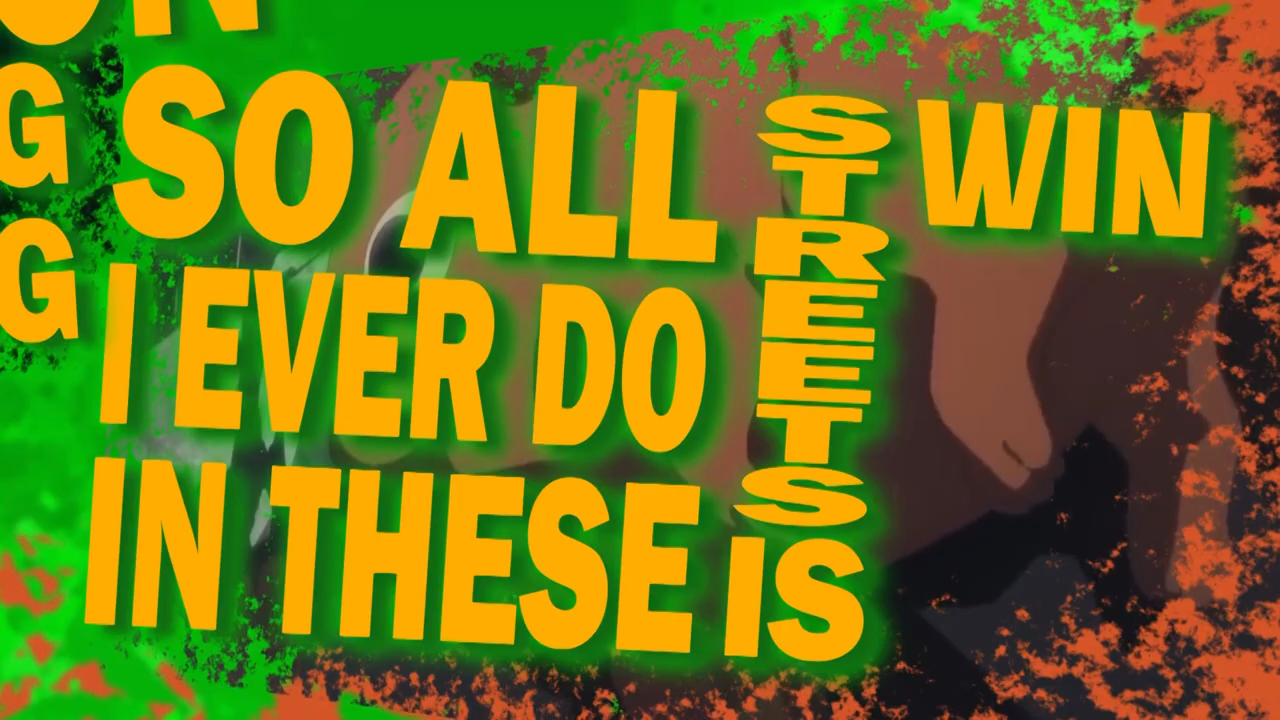 SO ALL
I EVER DO
IN THESE
STREETS
IS
WIN